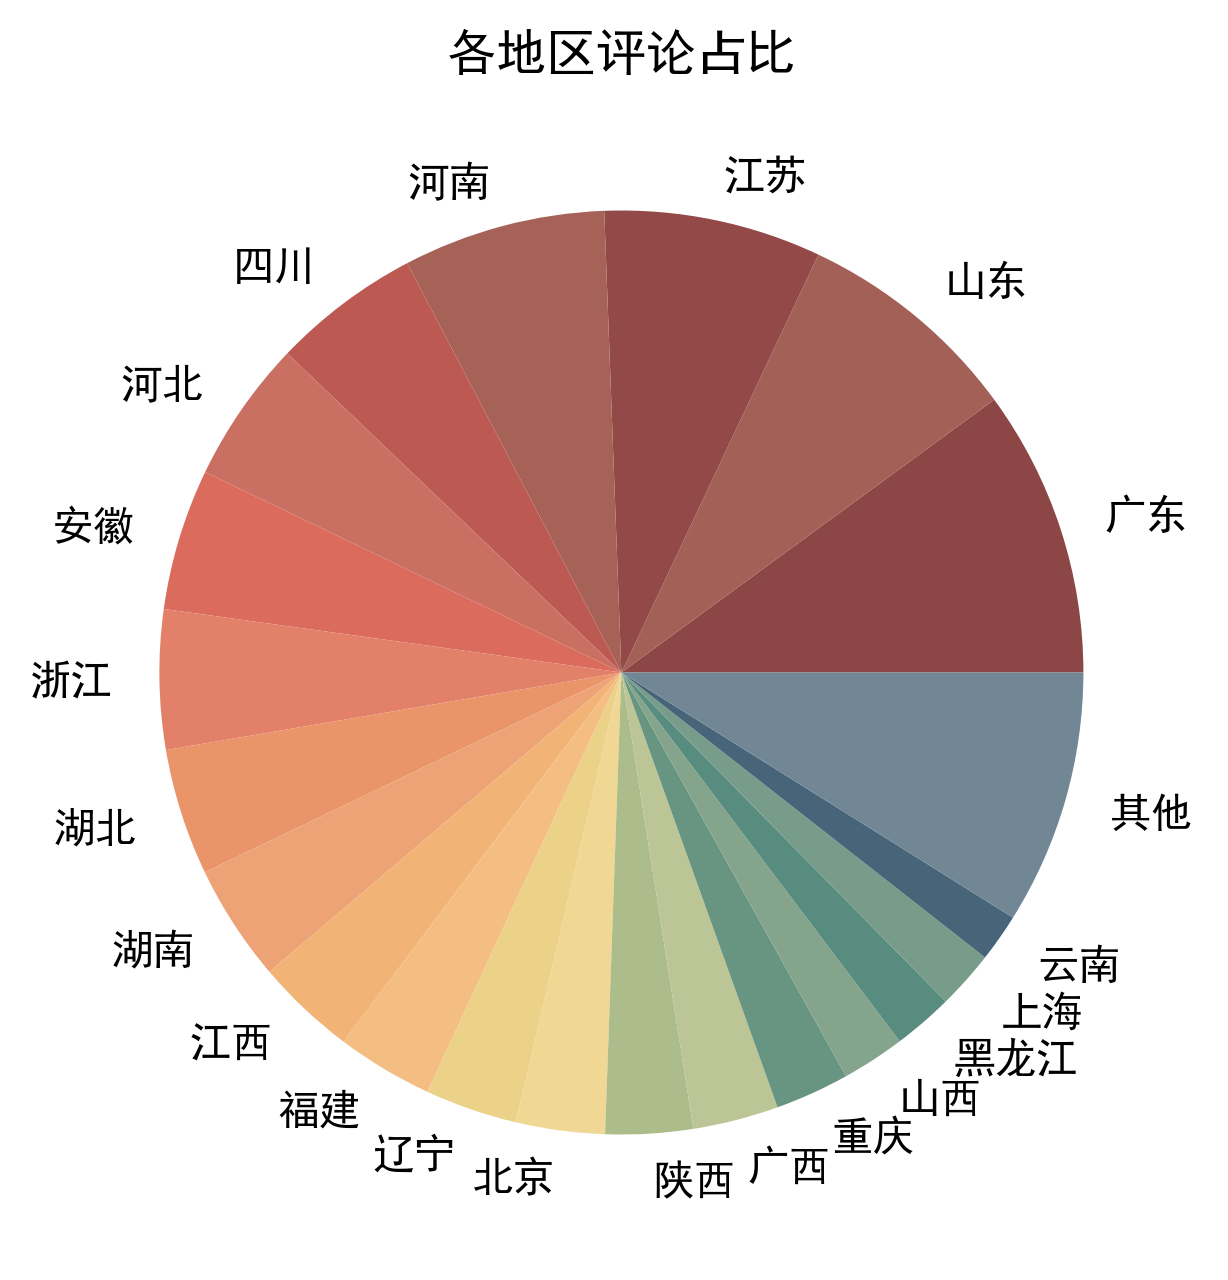 各地区评论占比
江苏
河南
四川
山东
河北
广东
安徽
浙江
其他
湖北
湖南
云南
上海
江西
黑龙江
山西
福建
重庆
辽宁
广西
北京
陕西